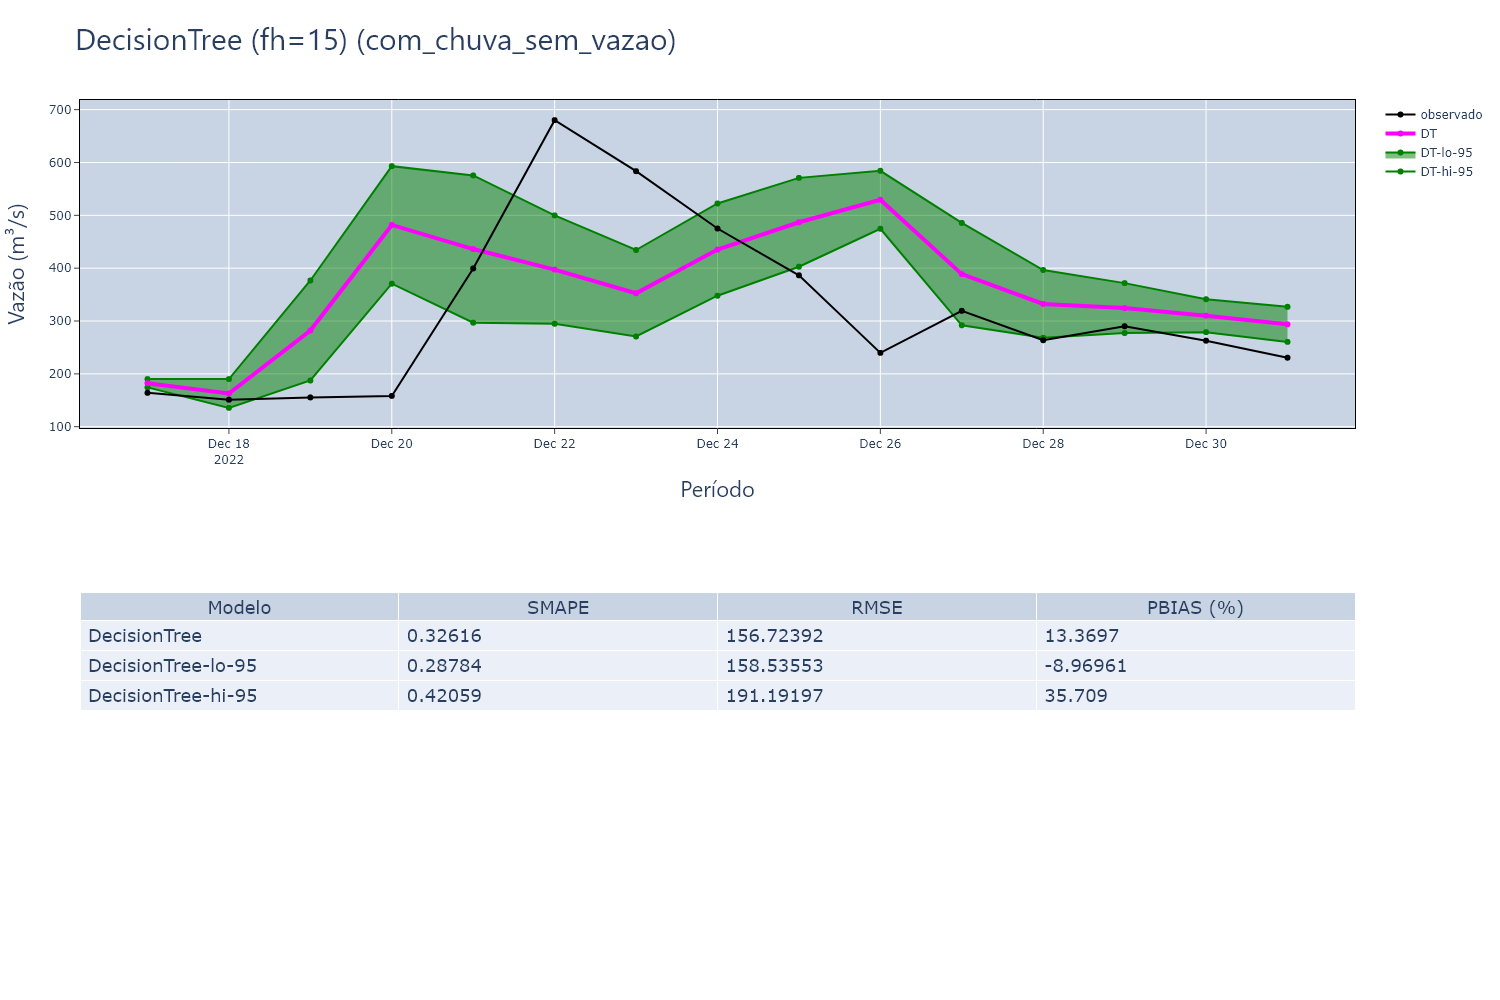 DecisionTree (fh=15) (com_chuva_sem_vazao)
observado
DT
DT-lo-95
DT-hi-95
Vazão (m³/s)
700
600
500
400
300
200
100
Dec 18 Dec 20 Dec 22 Dec 24 Dec 26 Dec 28 Dec 30
2022
Período
Modelo SMAPE RMSE PBIAS (%)
DecisionTree 0.32616 156.72392 13.3697
DecisionTree-lo-95 0.28784 158.53553 -8.96961
DecisionTree-hi-95 0.42059 191.19197 35.709